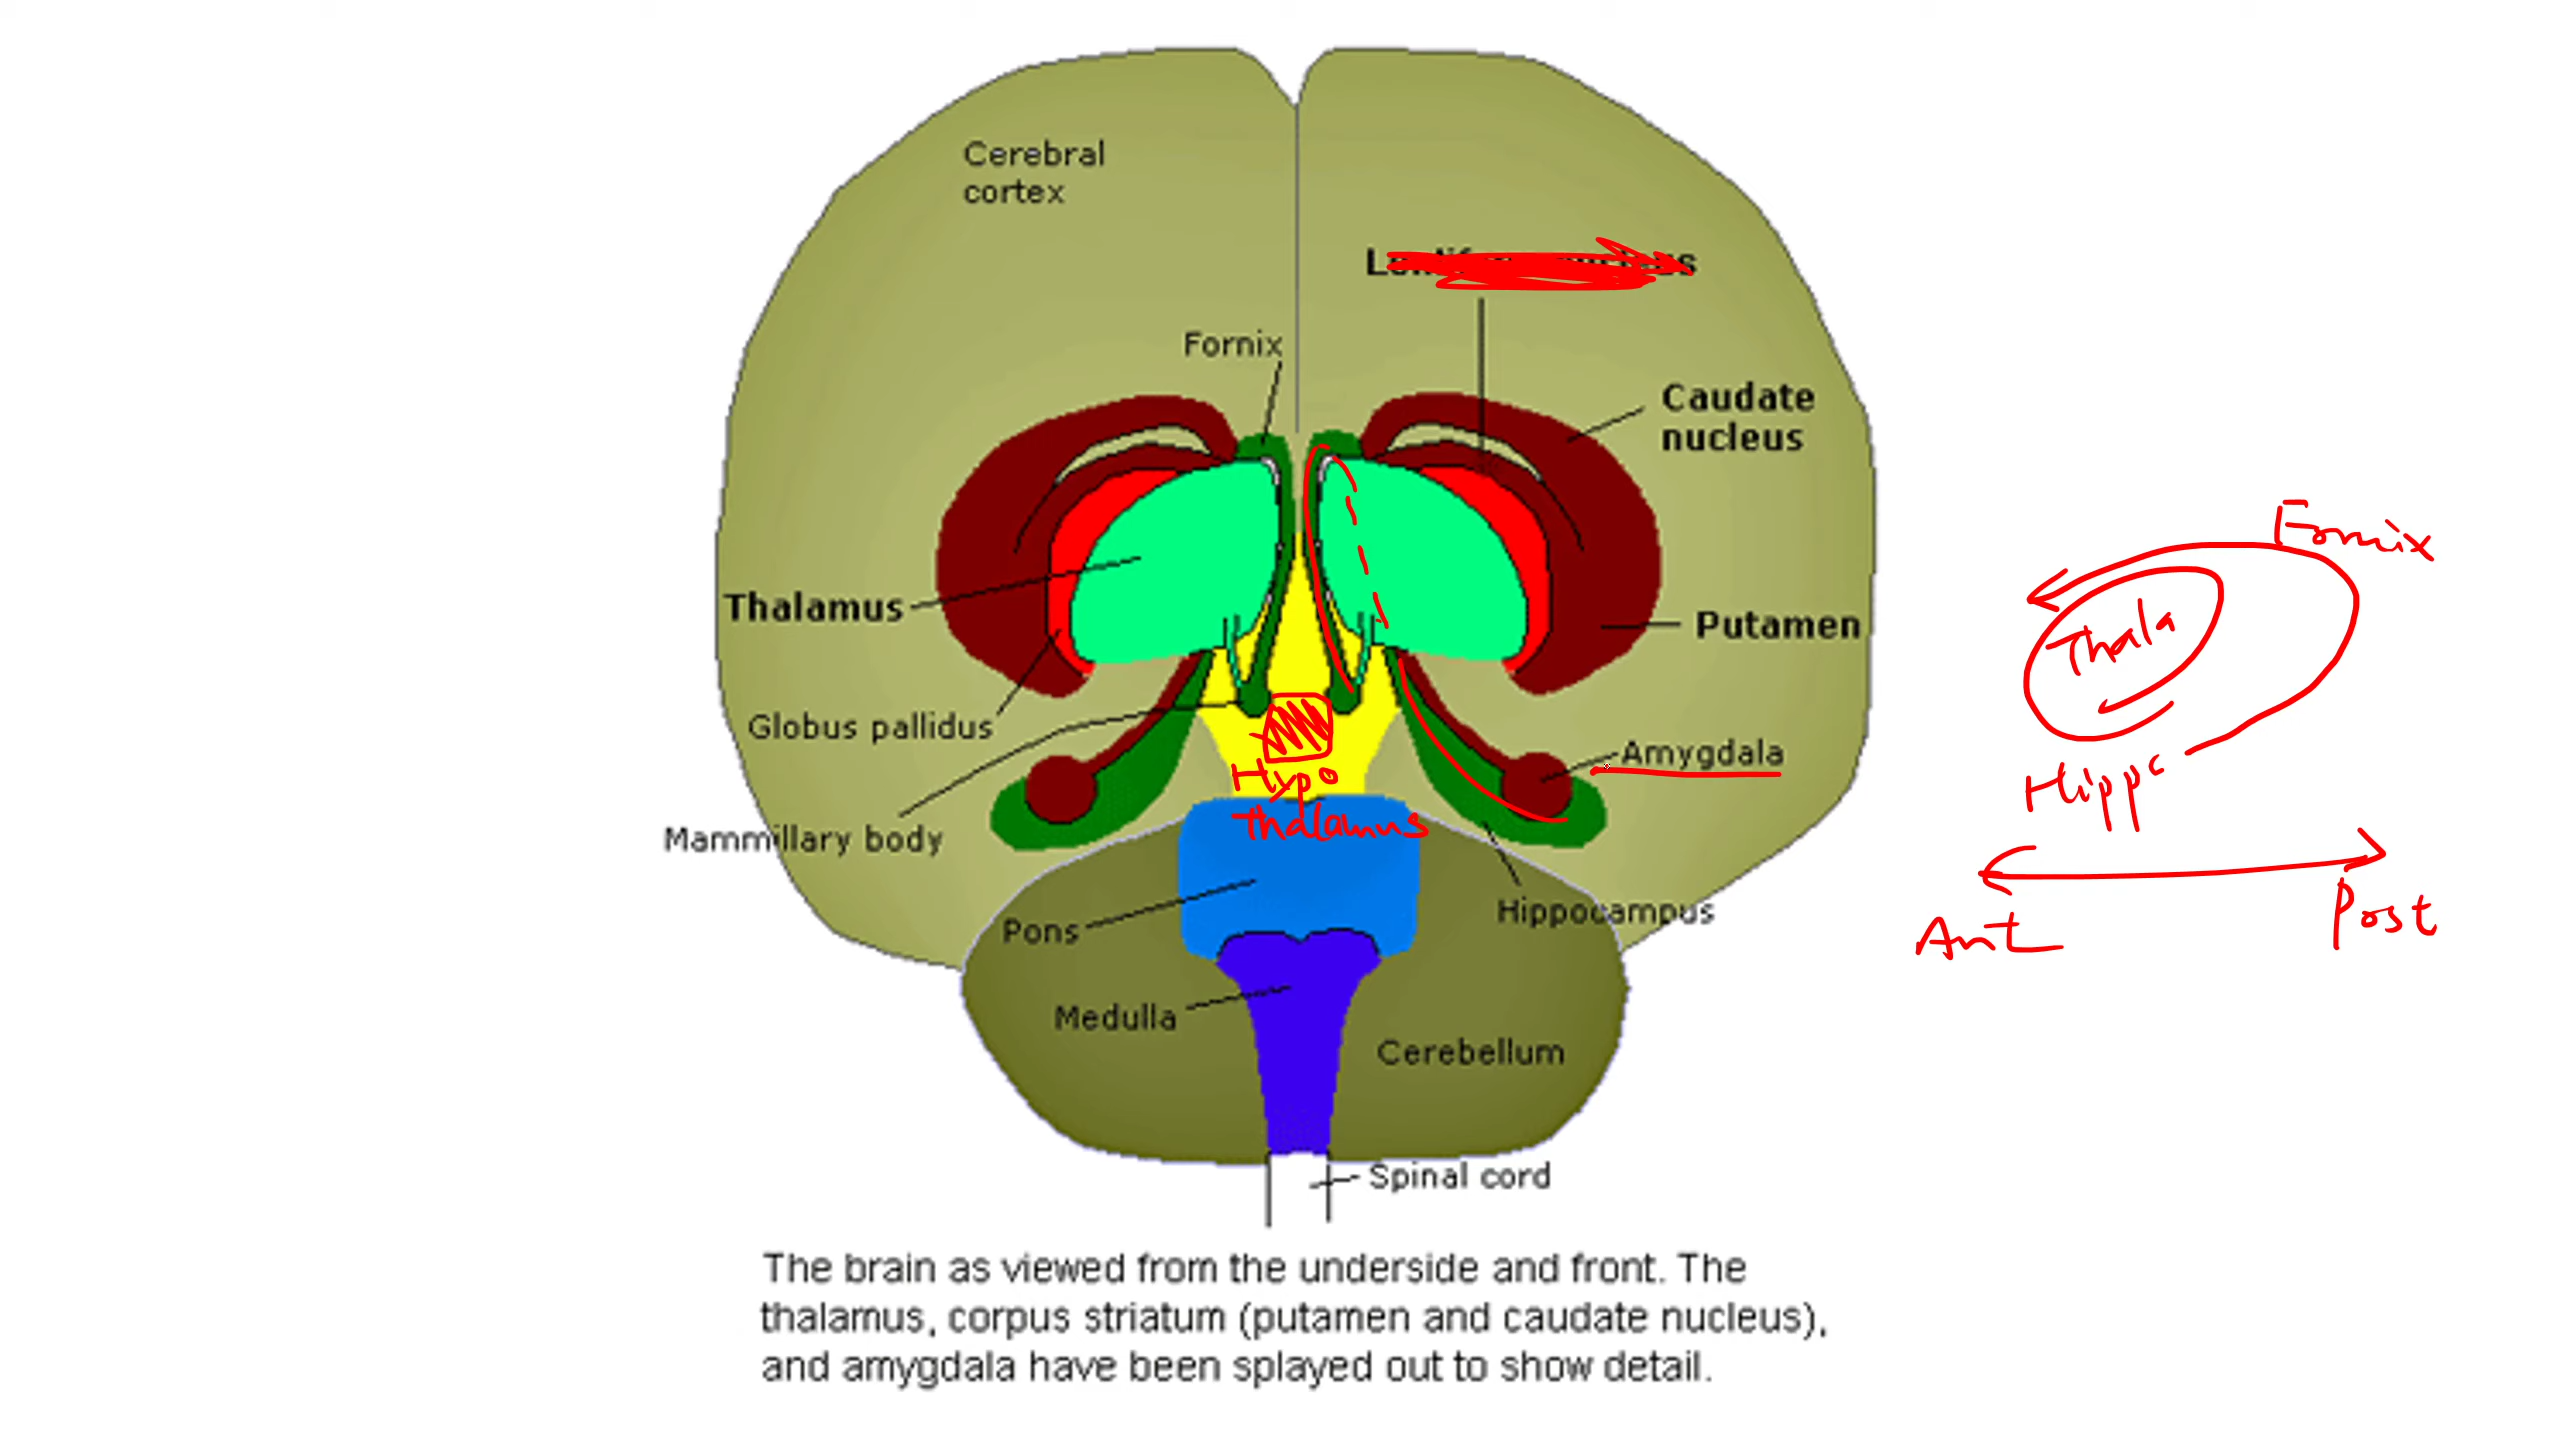 Cerebral
cortex
Fornix
Caudate
nucleus
Thalamus
Putamen
Globus pallidus
Amygdala
Mammillary body
Hypo
thalamus
Pons
Hippocampus
Medulla
Cerebellum
Spinal cord
The brain as viewed from the underside and front. The
thalamus, corpus striatum (putamen and caudate nucleus),
and amygdala have been splayed out to show detail.
Fornix
Thala
Hippc
Ant
Post